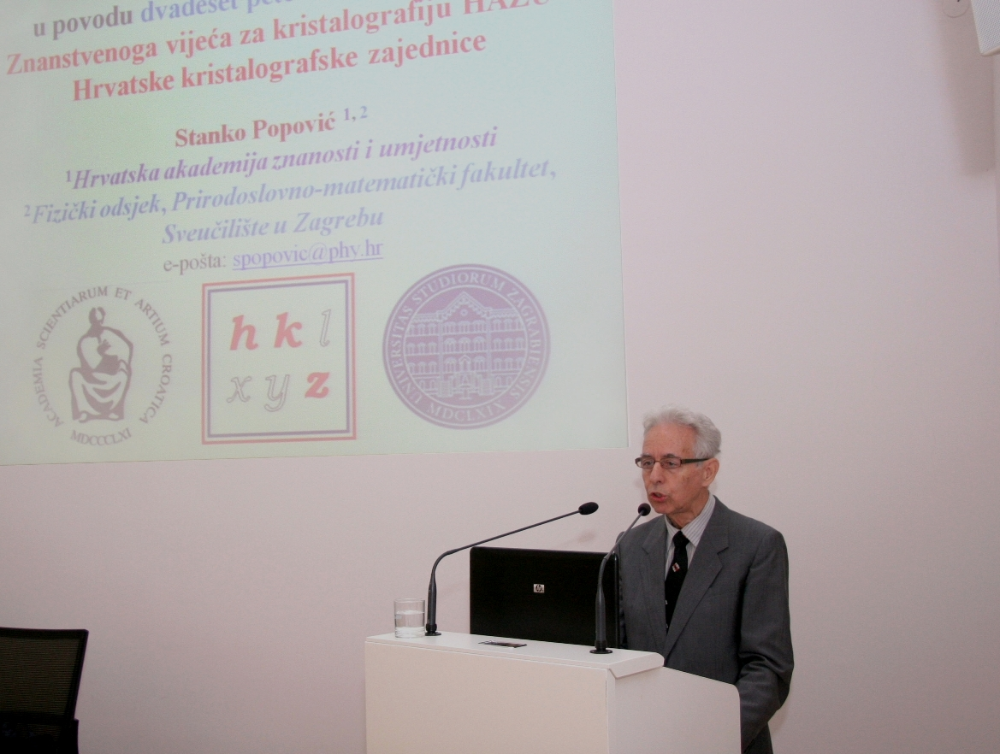 u povodu dvadeset pete
Znanstvenoga vijeća za kristalografiju HAZU
Hrvatske kristalografske zajednice
Stanko Popović 1, 2
1Hrvatska akademija znanosti i umjetnosti
2Fizički odsjek, Prirodoslovno-matematički fakultet,
Sveučilište u Zagrebu
e-pošta: spopovic@phy.hr
ACADEMIA SCIENTIARUM ET ARTIUM CROATICA
MDCCCLXI
h k l
x y z
UNIVERSITAS STUDIORUM ZAGRABIENSIS
MDCLXIX
hp